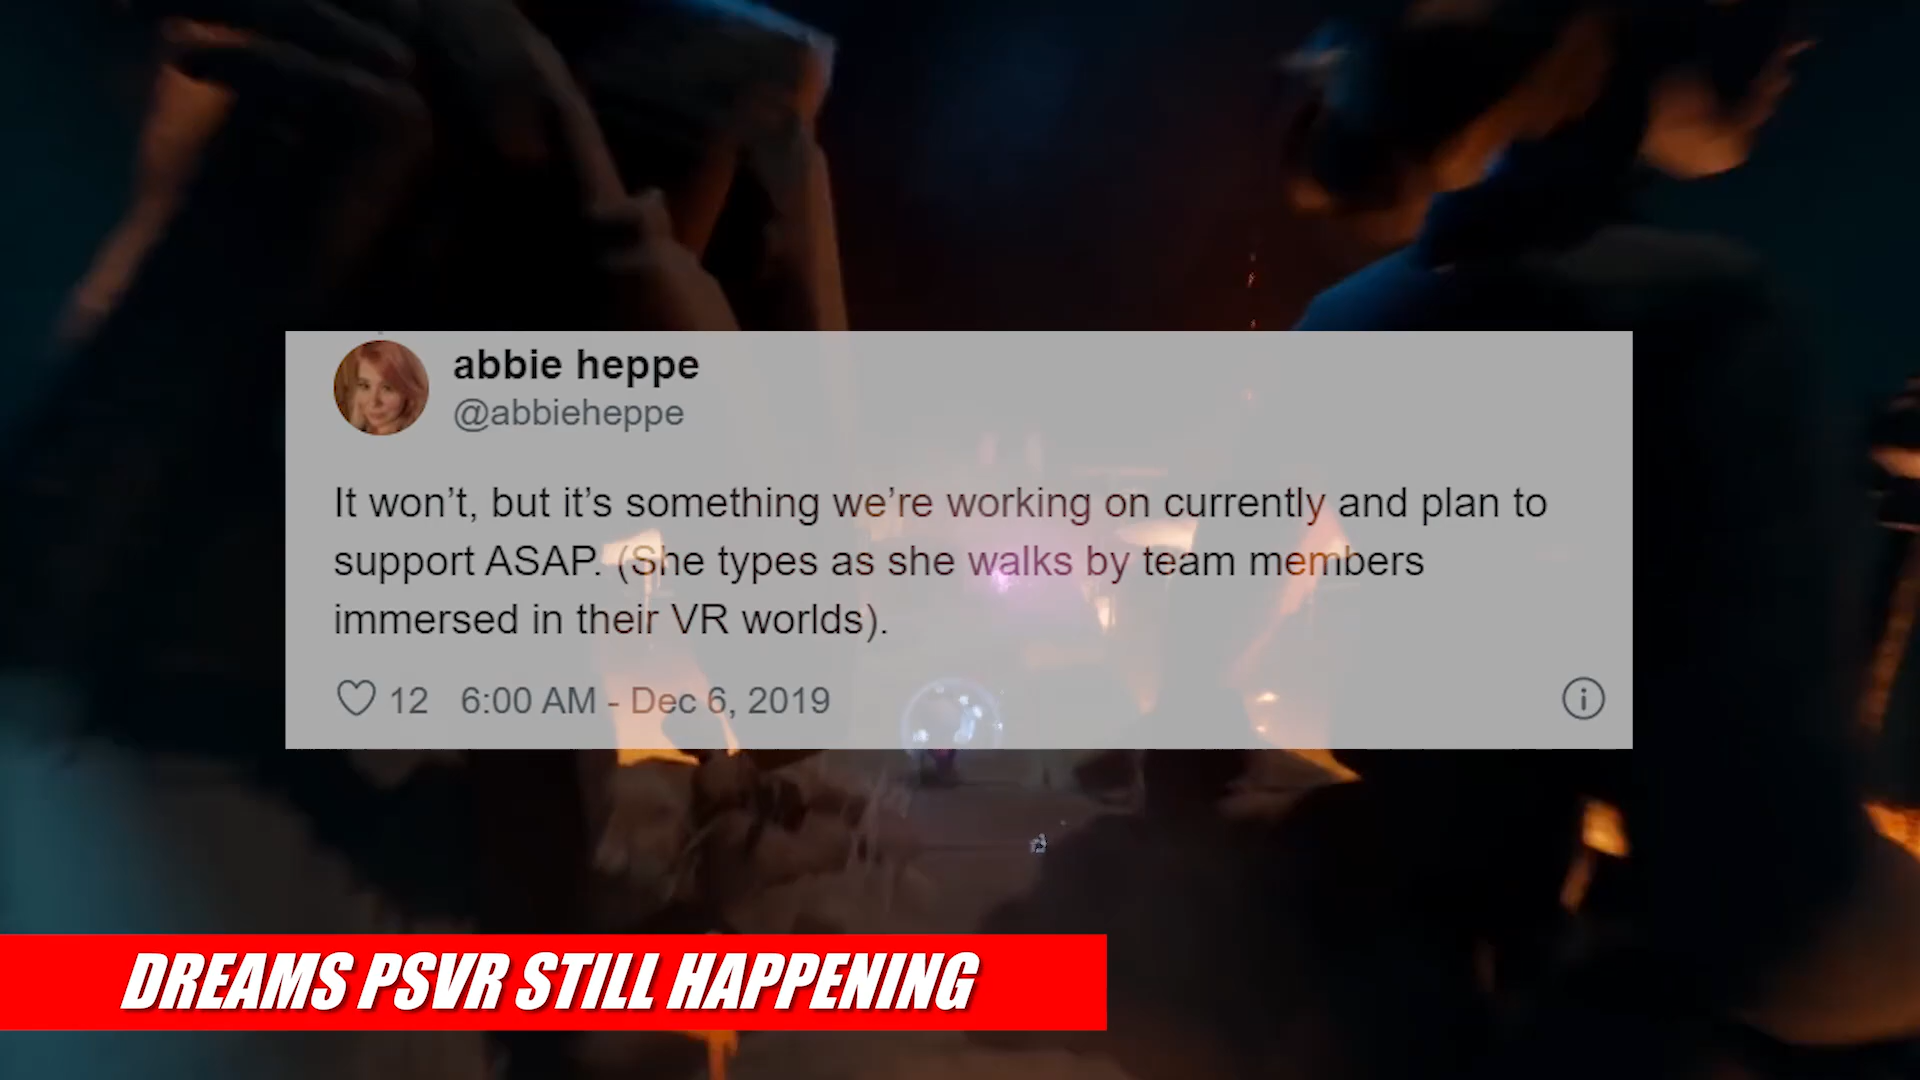 abbie heppe
@abbieheppe
It won’t, but it’s something we’re working on currently and plan to
support ASAP. (She types as she walks by team members
immersed in their VR worlds).
12 6:00 AM - Dec 6, 2019
DREAMS PSVR STILL HAPPENING